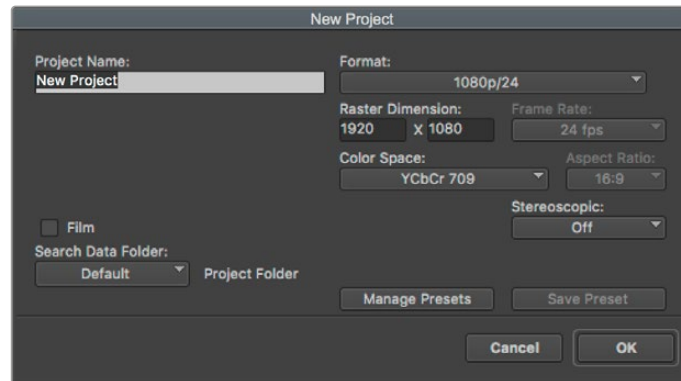 New Project
Project Name:
New Project
Format:
1080p/24
Raster Dimension:
1920 X 1080
Frame Rate:
24 fps
Color Space:
YCbCr 709
Aspect Ratio:
16:9
Stereoscopic:
Off
Film
Search Data Folder:
Default Project Folder
Manage Presets Save Preset
Cancel OK